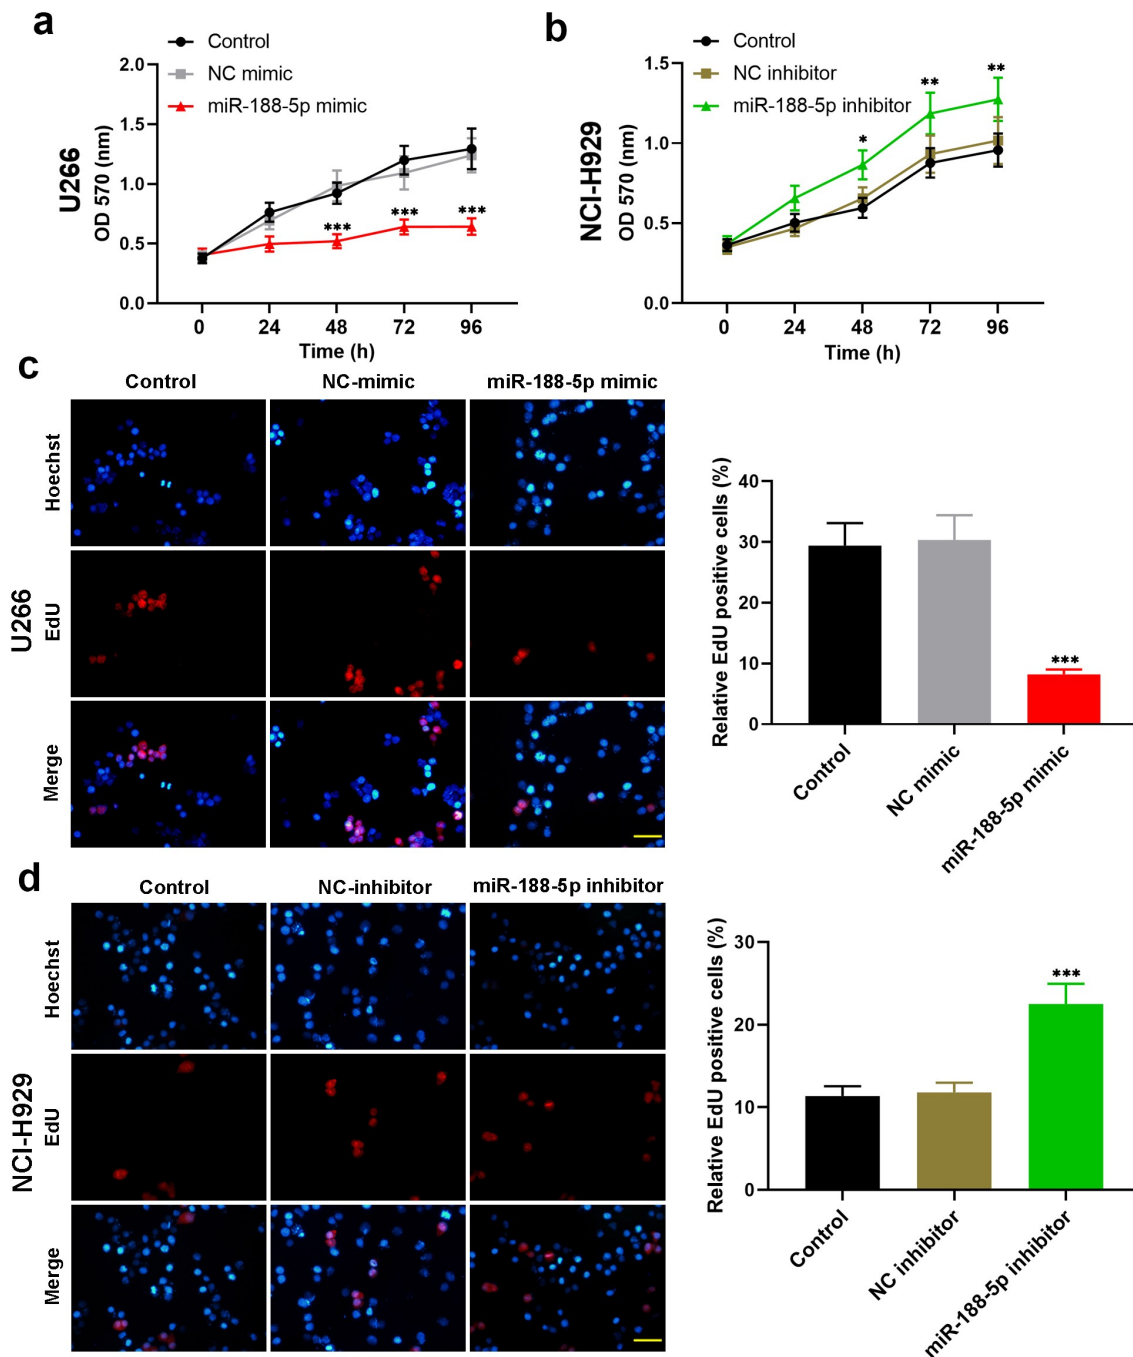 a
Control
NC mimic
miR-188-5p mimic
U266
OD 570 (nm)
2.0
1.5
1.0
0.5
0.0
***
***
***
0 24 48 72 96
Time (h)
b
Control
NC inhibitor
miR-188-5p inhibitor
NCI-H929
OD 570 (nm)
1.5
1.0
0.5
0.0
*
**
**
0 24 48 72 96
Time (h)
c
Control NC-mimic miR-188-5p mimic
U266
Hoechst
EdU
Merge
Relative EdU positive cells (%)
40
30
20
10
0
***
Control
NC mimic
miR-188-5p mimic
d
Control NC-inhibitor miR-188-5p inhibitor
NCI-H929
Hoechst
EdU
Merge
Relative EdU positive cells (%)
30
20
10
0
***
Control
NC inhibitor
miR-188-5p inhibitor